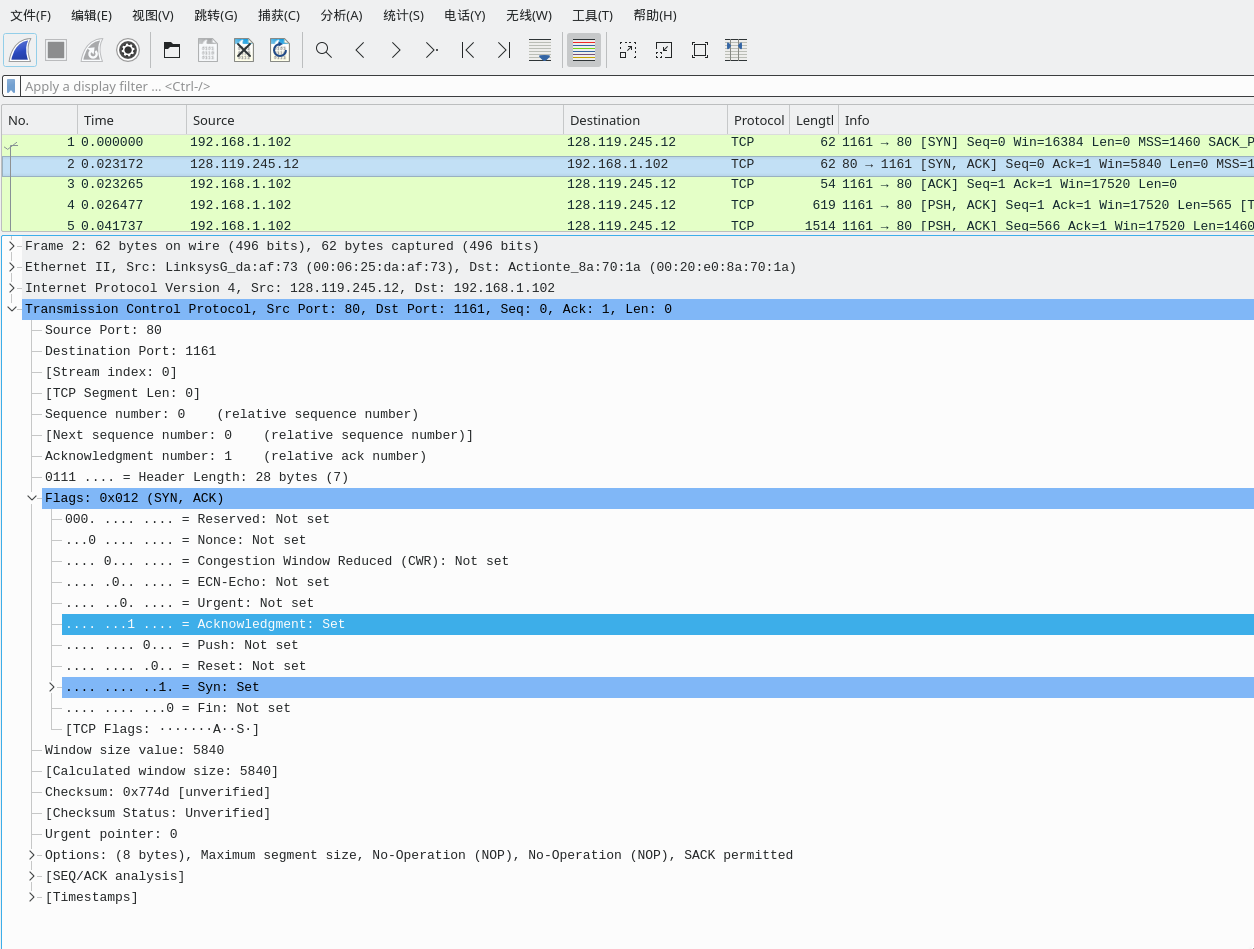 文件(F) 编辑(E) 视图(V) 跳转(G) 捕获(C) 分析(A) 统计(S) 电话(Y) 无线(W) 工具(T) 帮助(H)
Apply a display filter ... <Ctrl-/>
No. Time Source Destination Protocol Lengtl Info
1 0.000000 192.168.1.102 128.119.245.12 TCP 62 1161 → 80 [SYN] Seq=0 Win=16384 Len=0 MSS=1460 SACK_P
2 0.023172 128.119.245.12 192.168.1.102 TCP 62 80 → 1161 [SYN, ACK] Seq=0 Ack=1 Win=5840 Len=0 MSS=1
3 0.023265 192.168.1.102 128.119.245.12 TCP 54 1161 → 80 [ACK] Seq=1 Ack=1 Win=17520 Len=0
4 0.026477 192.168.1.102 128.119.245.12 TCP 619 1161 → 80 [PSH, ACK] Seq=1 Ack=1 Win=17520 Len=565 [T
5 0.041737 192.168.1.102 128.119.245.12 TCP 1514 1161 → 80 [PSH, ACK] Seq=566 Ack=1 Win=17520 Len=1460
Frame 2: 62 bytes on wire (496 bits), 62 bytes captured (496 bits)
Ethernet II, Src: LinksysG_da:af:73 (00:06:25:da:af:73), Dst: Actionte_8a:70:1a (00:20:e0:8a:70:1a)
Internet Protocol Version 4, Src: 128.119.245.12, Dst: 192.168.1.102
Transmission Control Protocol, Src Port: 80, Dst Port: 1161, Seq: 0, Ack: 1, Len: 0
Source Port: 80
Destination Port: 1161
[Stream index: 0]
[TCP Segment Len: 0]
Sequence number: 0 (relative sequence number)
[Next sequence number: 0 (relative sequence number)]
Acknowledgment number: 1 (relative ack number)
0111 .... = Header Length: 28 bytes (7)
Flags: 0x012 (SYN, ACK)
000. .... .... = Reserved: Not set
...0 .... .... = Nonce: Not set
.... 0... .... = Congestion Window Reduced (CWR): Not set
.... .0.. .... = ECN-Echo: Not set
.... ..0. .... = Urgent: Not set
.... ...1 .... = Acknowledgment: Set
.... .... 0... = Push: Not set
.... .... .0.. = Reset: Not set
.... .... ..1. = Syn: Set
.... .... ...0 = Fin: Not set
[TCP Flags: ·······A··S·]
Window size value: 5840
[Calculated window size: 5840]
Checksum: 0x774d [unverified]
[Checksum Status: Unverified]
Urgent pointer: 0
Options: (8 bytes), Maximum segment size, No-Operation (NOP), No-Operation (NOP), SACK permitted
[SEQ/ACK analysis]
[Timestamps]